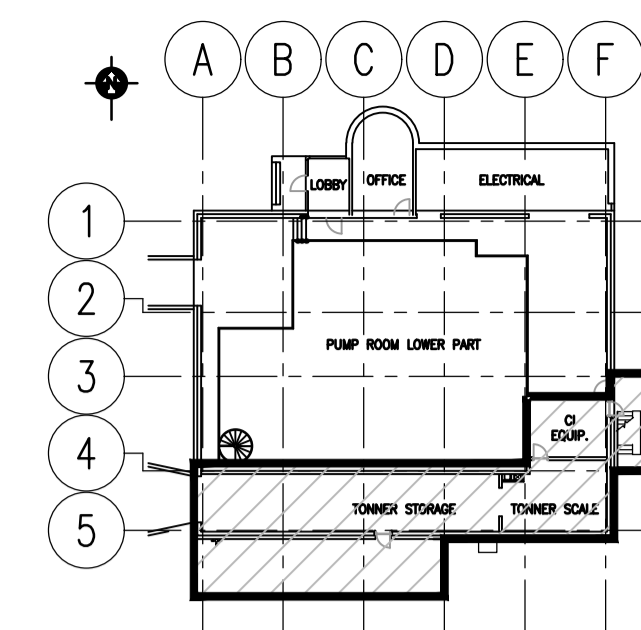 A B C D E F
N
LOBBY OFFICE ELECTRICAL
1
2
PUMP ROOM LOWER PART
3
CI
EQUIP.
4
TONNER STORAGE TONNER SCALE
5